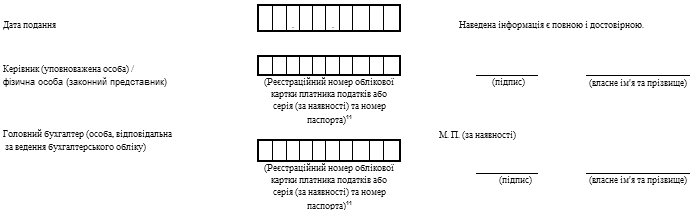 Дата подання
Наведена інформація є повною і достовірною.
Керівник (уповноважена особа) /
фізична особа (законний представник)
(Реєстраційний номер облікової
картки платника податків або
серія (за наявності) та номер
паспорта)¹¹
(підпис)
(власне ім'я та прізвище)
Головний бухгалтер (особа, відповідальна
за ведення бухгалтерського обліку)
М. П. (за наявності)
(Реєстраційний номер облікової
картки платника податків або
серія (за наявності) та номер
паспорта)¹¹
(підпис)
(власне ім'я та прізвище)